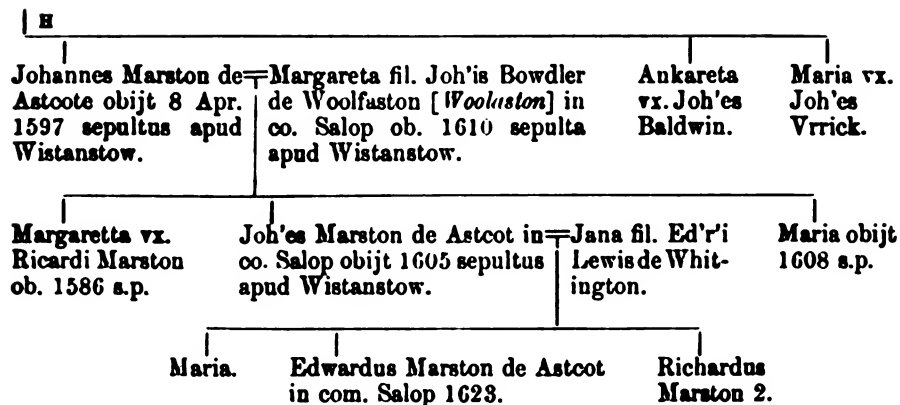 H
Johannes Marston de Astcote obijt 8 Apr. 1597 sepultus apud Wistanstow.
Margareta fil. Joh'is Bowdler de Woolfaston [Woolaston] in co. Salop ob. 1610 sepulta apud Wistanstow.
Ankareta vx. Joh'es Baldwin.
Maria vx. Joh'es Vrrick.
Margaretta vx. Ricardi Marston ob. 1586 s.p.
Joh'es Marston de Astcot in co. Salop obijt 1605 sepultus apud Wistanstow.
Jana fil. Ed'r'i Lewis de Whit- ington.
Maria obijt 1608 s.p.
Maria.
Edwardus Marston de Astcot in com. Salop 1623.
Richardus Marston 2.